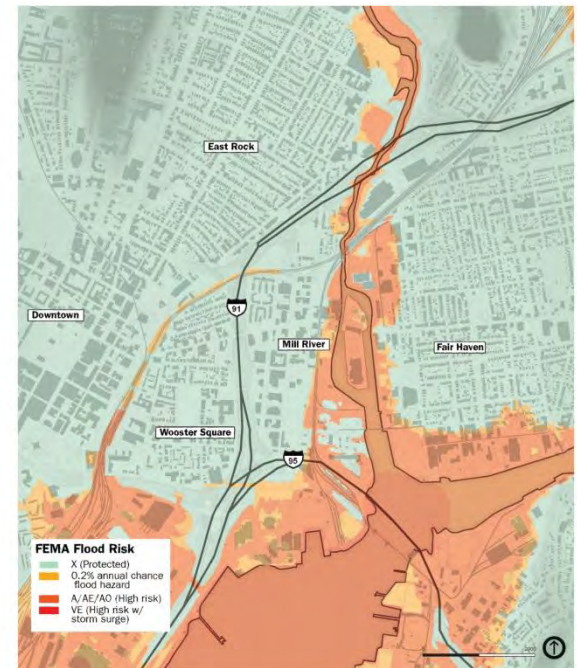 East Rock
91
Downtown
Mill River
Fair Haven
Wooster Square
95
FEMA Flood Risk
X (Protected)
0.2% annual chance
flood hazard
A/AE/AO (High risk)
VE (High risk w/
storm surge)